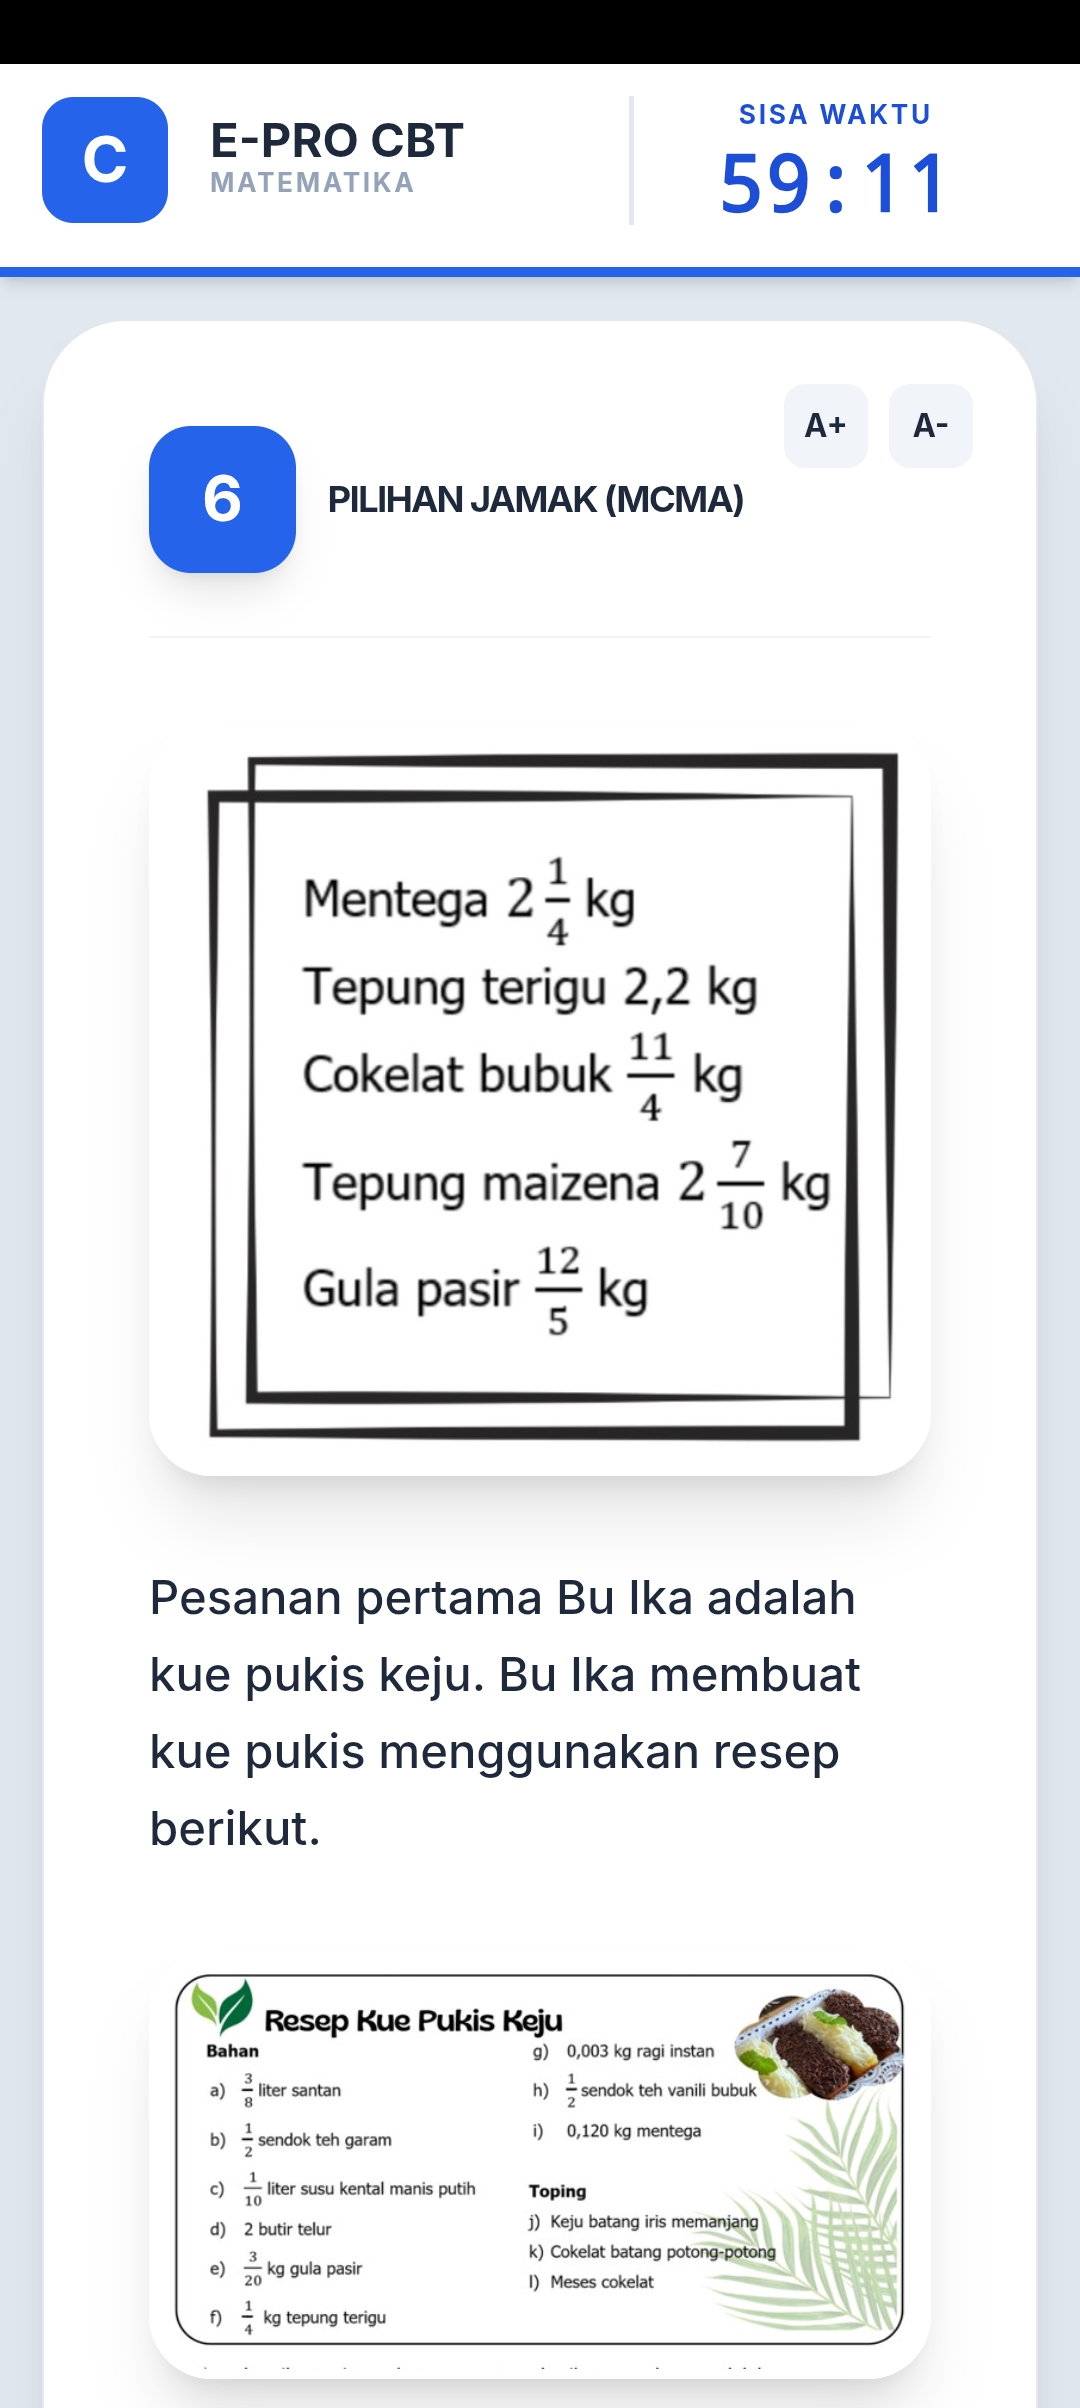 C
E-PRO CBT
MATEMATIKA
SISA WAKTU
59:11
A+ A-
6
PILIHAN JAMAK (MCMA)
Mentega 2 1/4 kg
Tepung terigu 2,2 kg
Cokelat bubuk 11/4 kg
Tepung maizena 2 7/10 kg
Gula pasir 12/5 kg
Pesanan pertama Bu Ika adalah
kue pukis keju. Bu Ika membuat
kue pukis menggunakan resep
berikut.
Resep Kue Pukis Keju
Bahan
a) 3/8 liter santan
b) 1/2 sendok teh garam
c) 1/10 liter susu kental manis putih
d) 2 butir telur
e) 3/20 kg gula pasir
f) 1/4 kg tepung terigu
g) 0,003 kg ragi instan
h) 1/2 sendok teh vanili bubuk
i) 0,120 kg mentega
Toping
j) Keju batang iris memanjang
k) Cokelat batang potong-potong
l) Meses cokelat